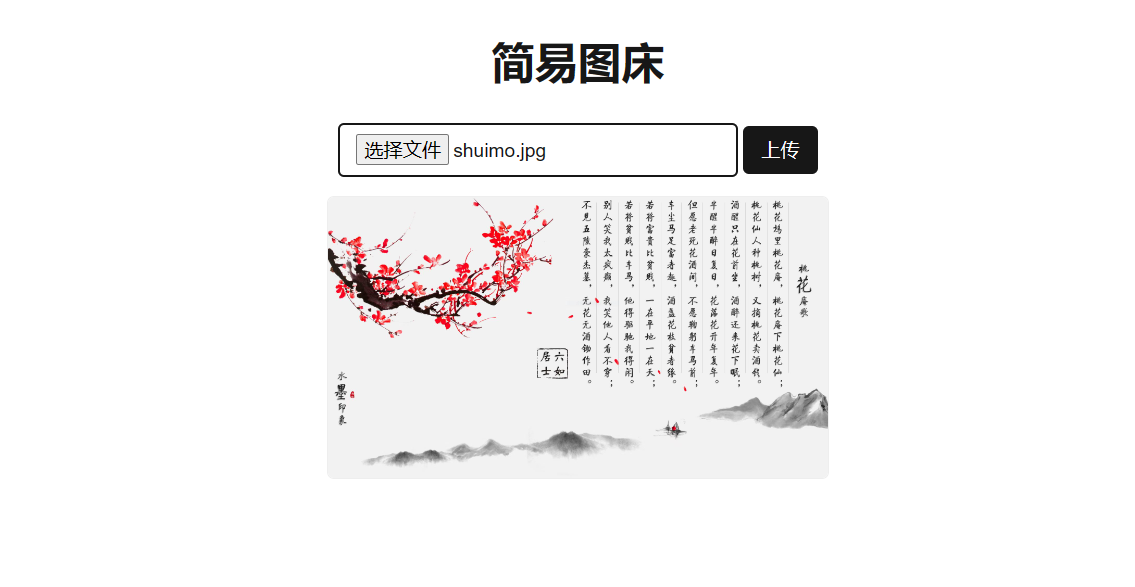 简易图床
选择文件 shuimo.jpg
上传
桃花庵歌
桃花坞里桃花庵，桃花庵下桃花仙；
桃花仙人种桃树，又摘桃花卖酒钱。
酒醒只在花前坐，酒醉还来花下眠；
半醒半醉日复日，花落花开年复年。
但愿老死花酒间，不愿鞠躬车马前；
车尘马足富者趣，酒盏花枝贫者缘。
若将富贵比贫贱，一在平地一在天；
若将贫贱比车马，他得驱驰我得闲。
别人笑我太疯癫，我笑他人看不穿；
不见五陵豪杰墓，无花无酒锄作田。
六如居士
水墨印象